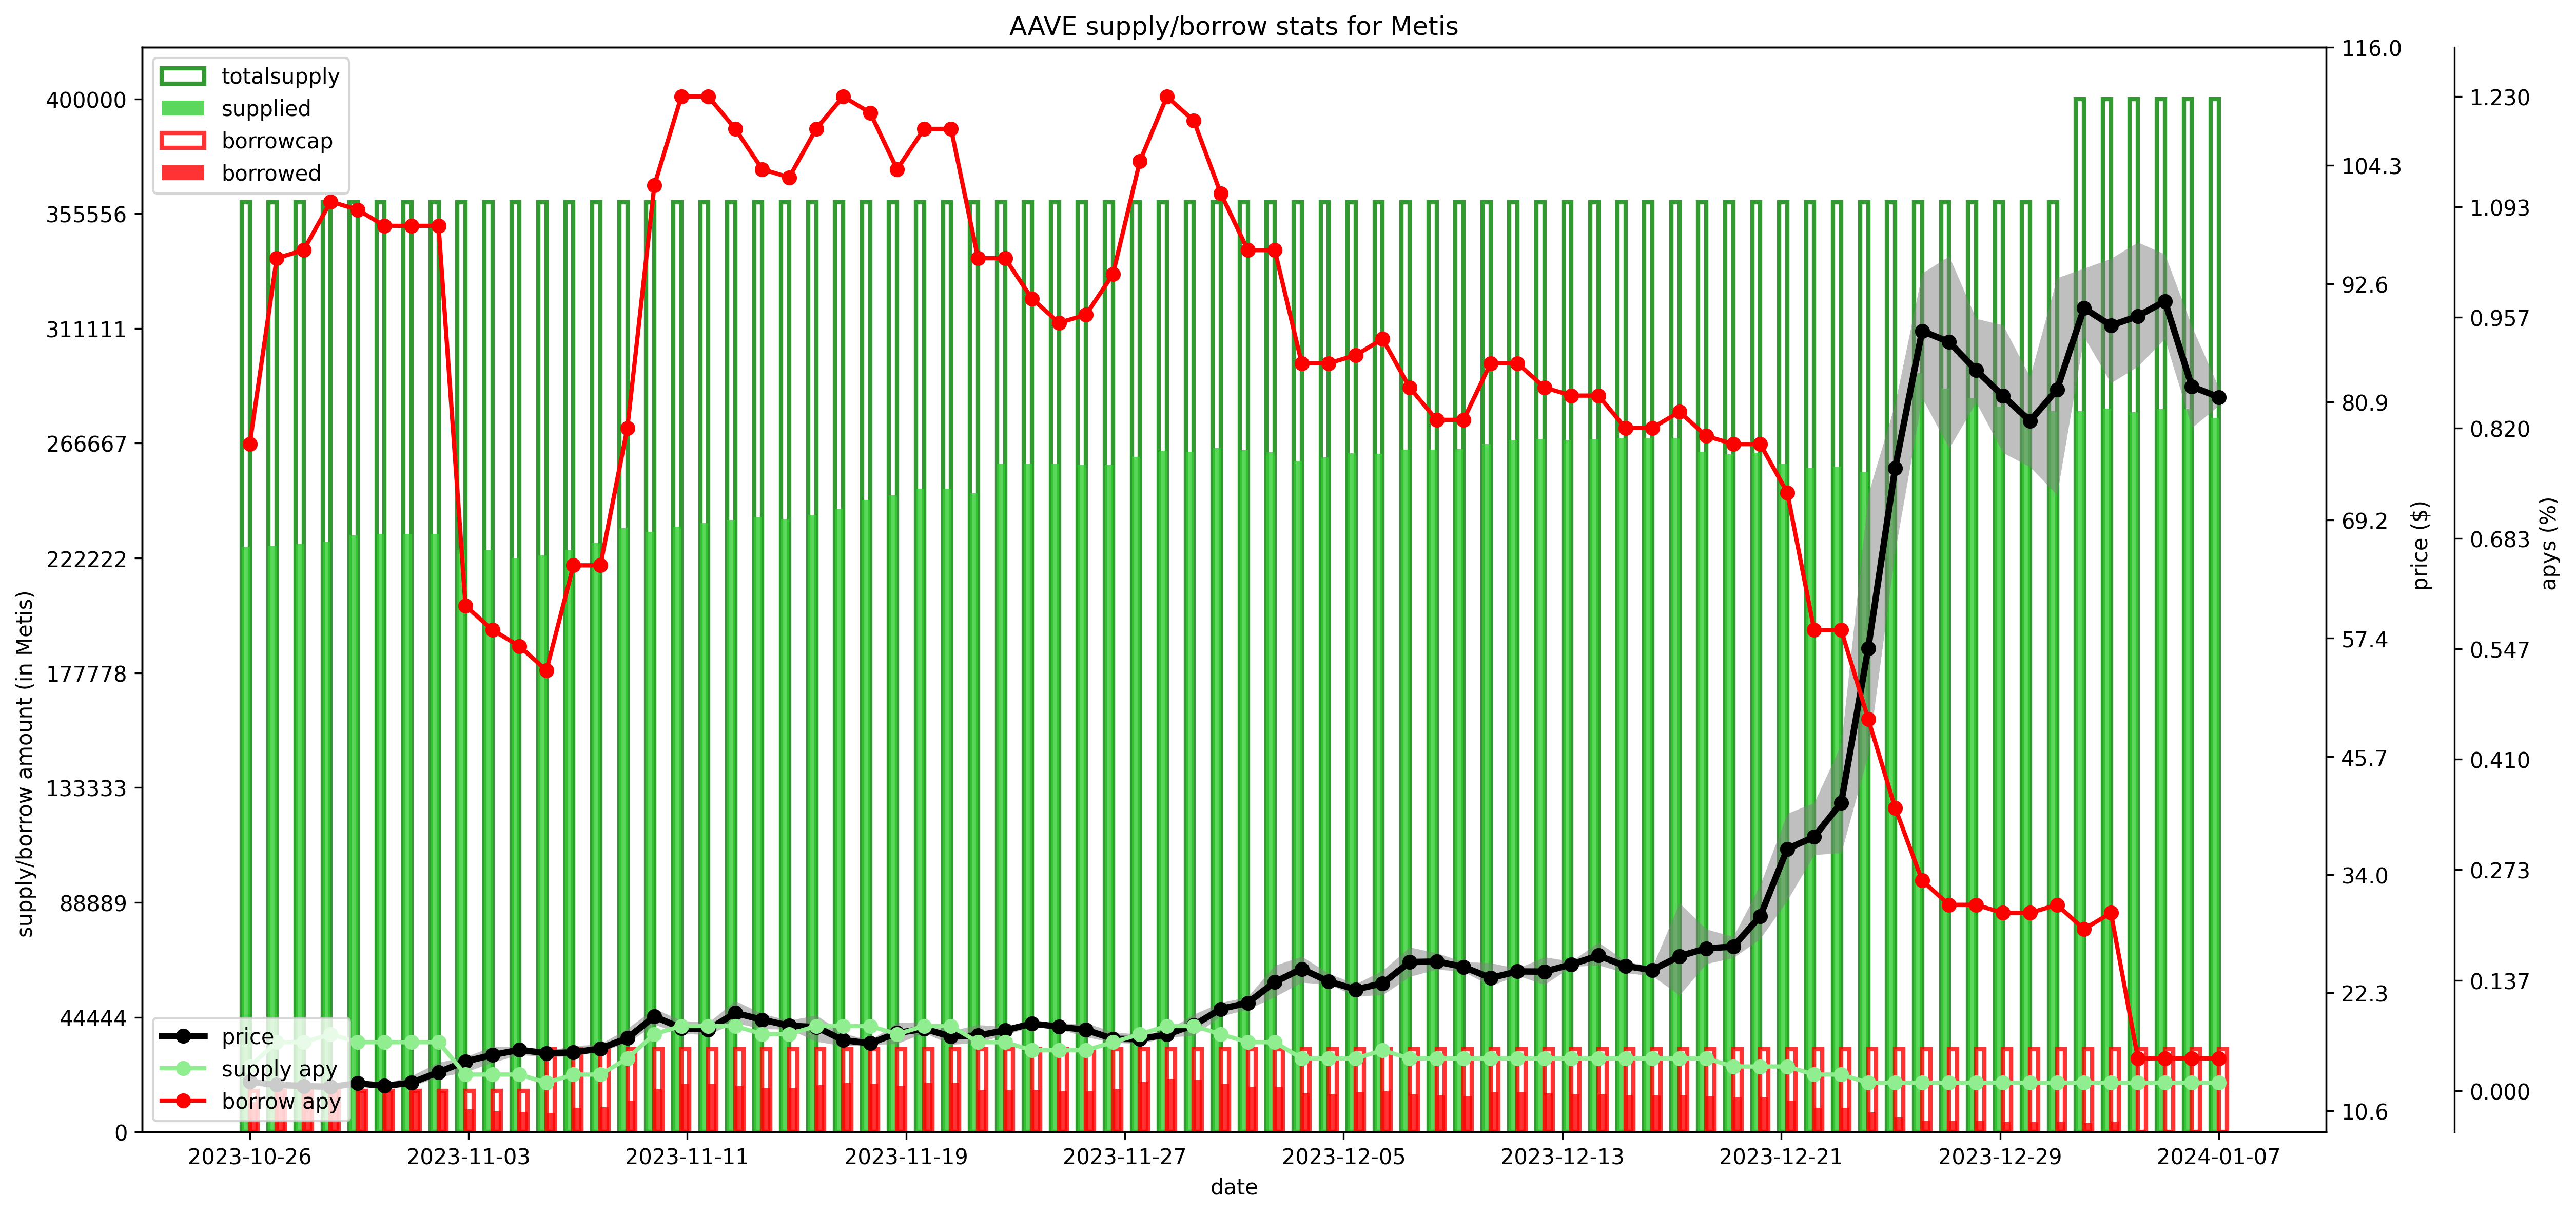 AAVE supply/borrow stats for Metis
totalsupply
supplied
borrowcap
borrowed
price
supply apy
borrow apy
supply/borrow amount (in Metis)
400000
355556
311111
266667
222222
177778
133333
88889
44444
0
116.0
104.3
92.6
80.9
69.2
57.4
45.7
34.0
22.3
10.6
price ($)
1.230
1.093
0.957
0.820
0.683
0.547
0.410
0.273
0.137
0.000
apys (%)
2023-10-26 2023-11-03 2023-11-11 2023-11-19 2023-11-27 2023-12-05 2023-12-13 2023-12-21 2023-12-29 2024-01-07
date